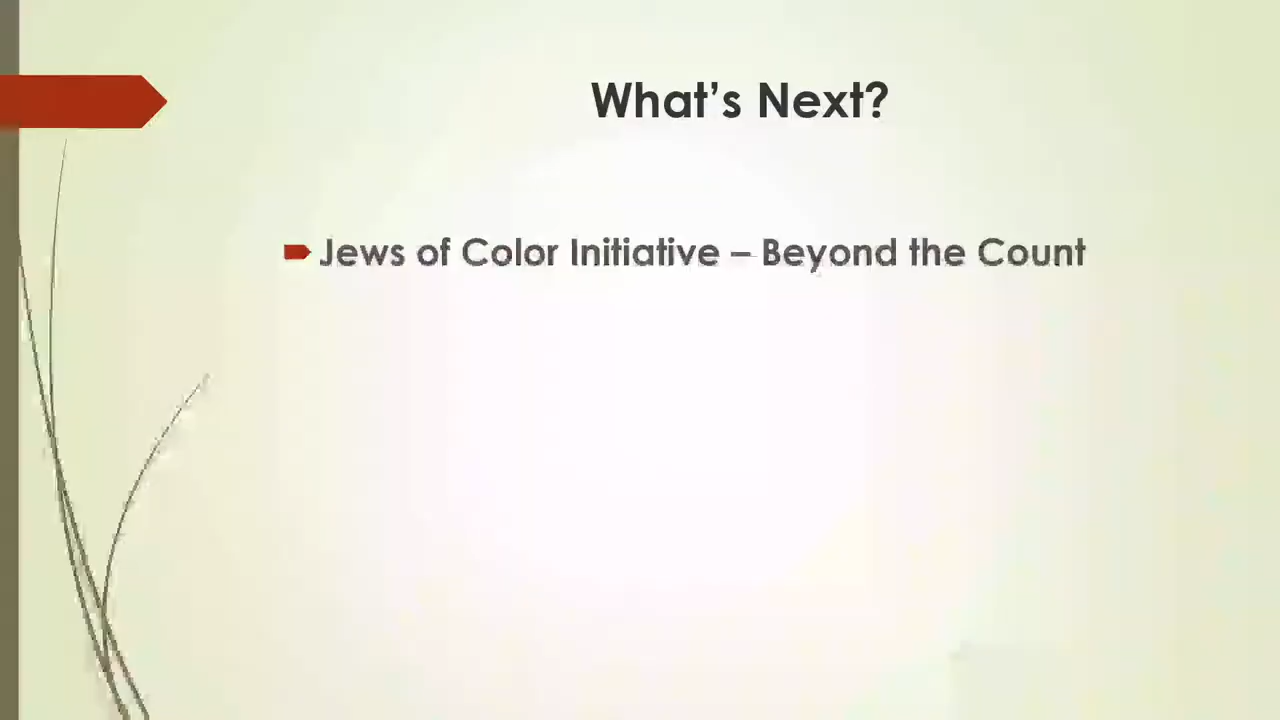 What's Next?
Jews of Color Initiative – Beyond the Count